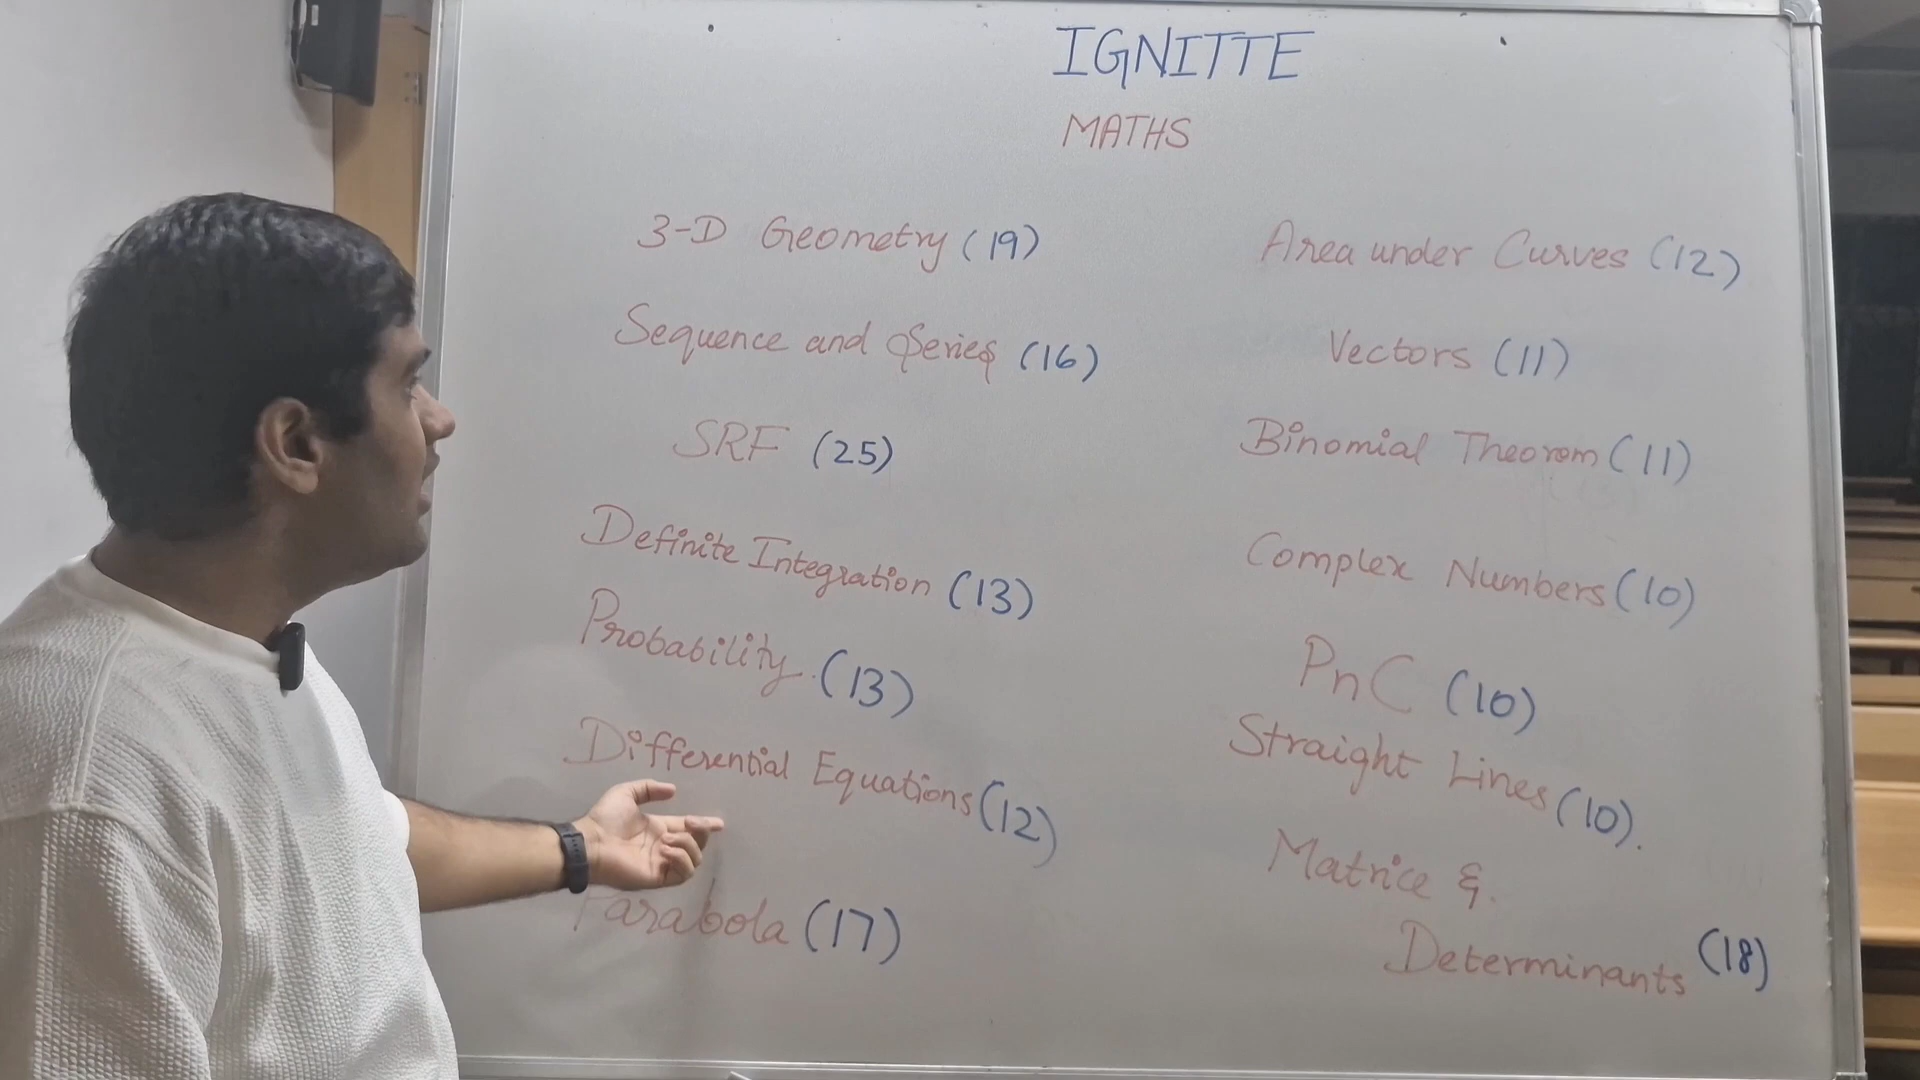 IGNITTE
MATHS
3-D Geometry (19)
Sequence and Series (16)
SRF (25)
Definite Integration (13)
Probability (13)
Differential Equations (12)
Parabola (17)
Area under Curves (12)
Vectors (11)
Binomial Theorem (11)
Complex Numbers (10)
PnC (10)
Straight Lines (10).
Matrice &
Determinants (18)